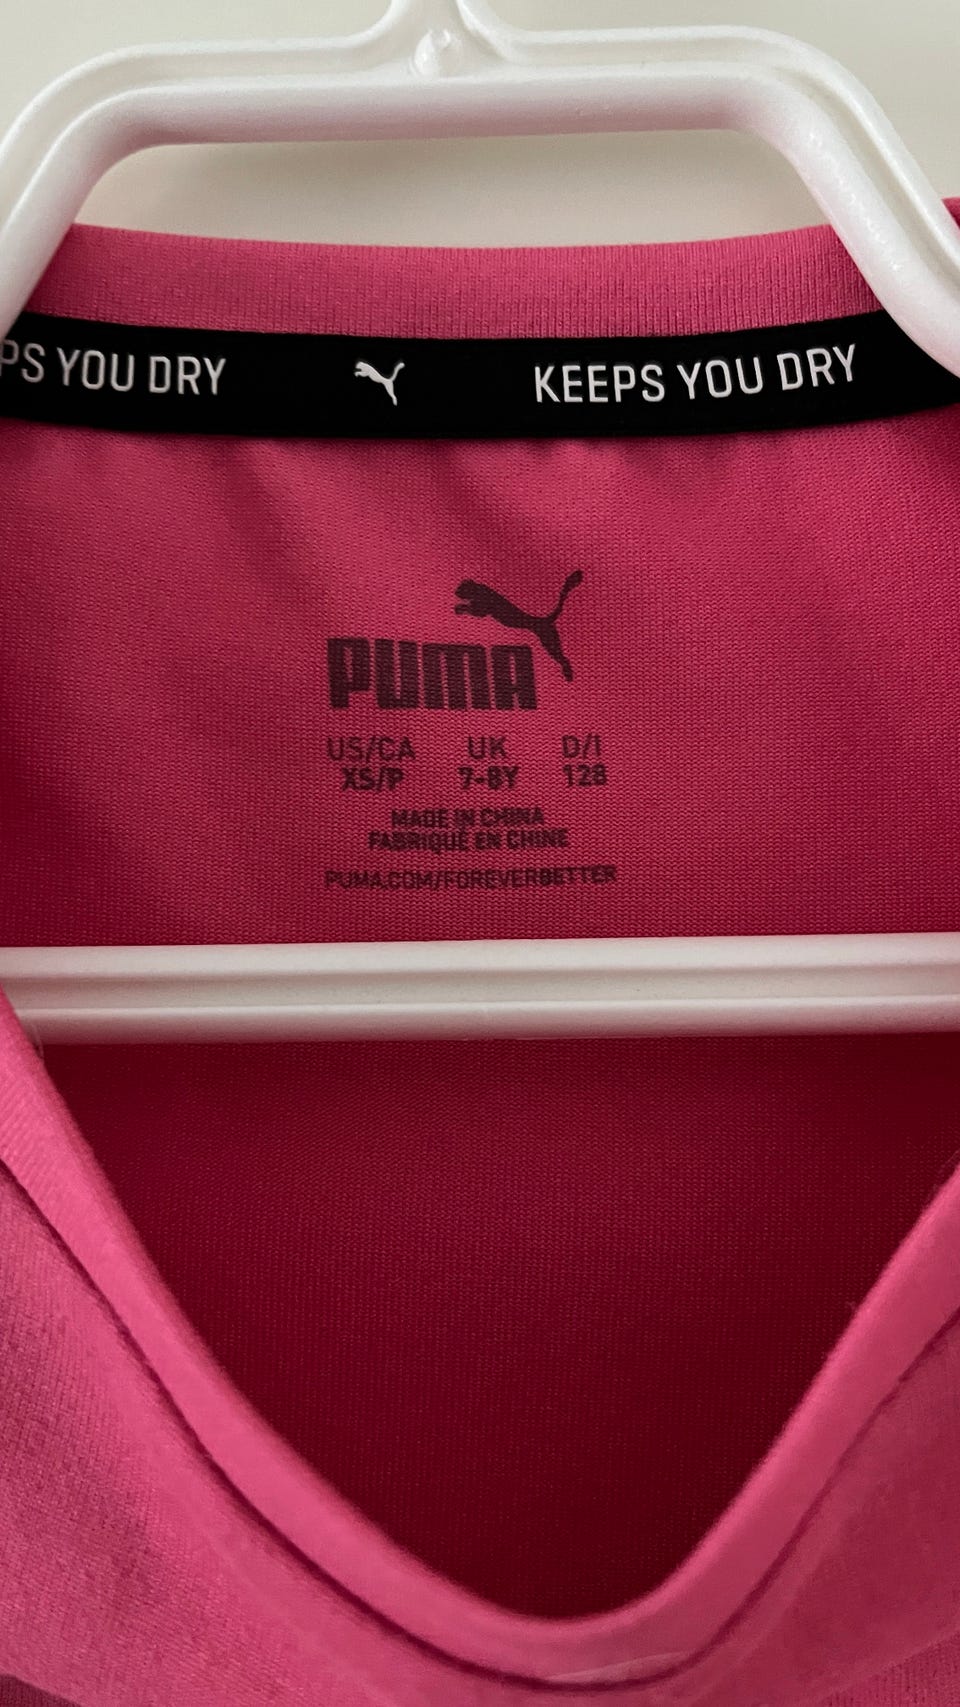 PS YOU DRY KEEPS YOU DRY
PUMA
US/CA UK D/I
XS/P 7-8Y 128
MADE IN CHINA
FABRIQUÉ EN CHINE
PUMA.COM/FOREVERBETTER